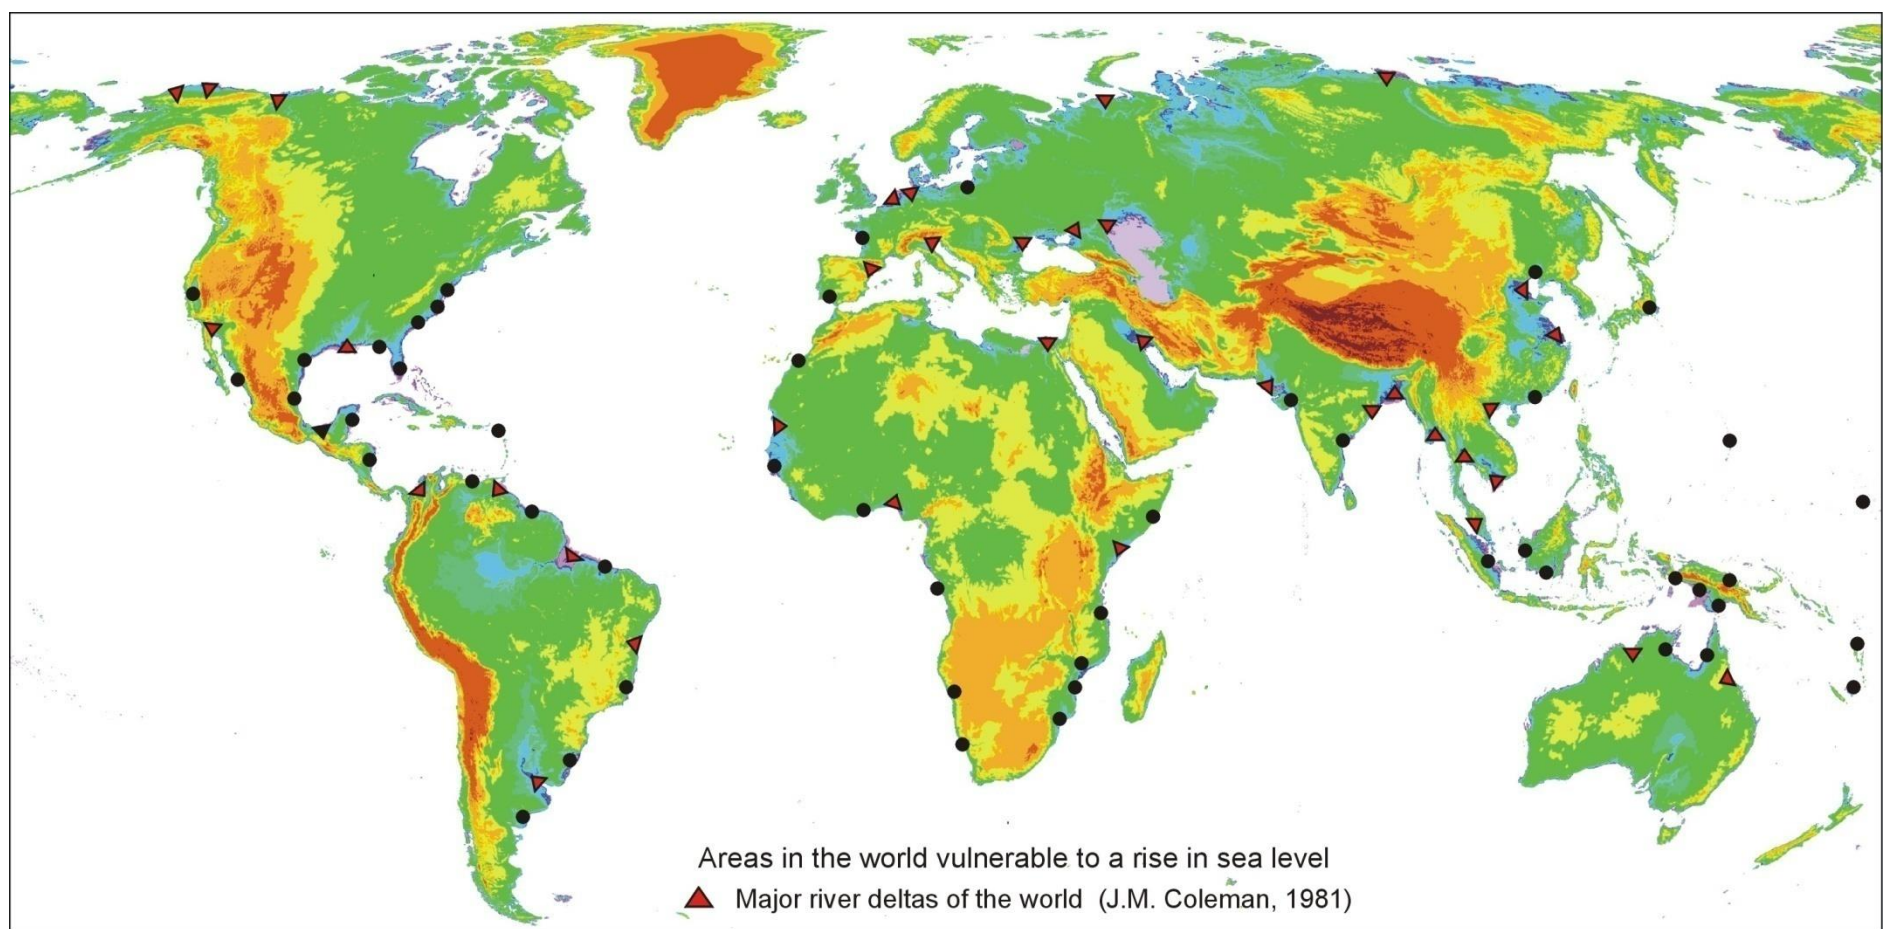 Areas in the world vulnerable to a rise in sea level
Major river deltas of the world (J.M. Coleman, 1981)